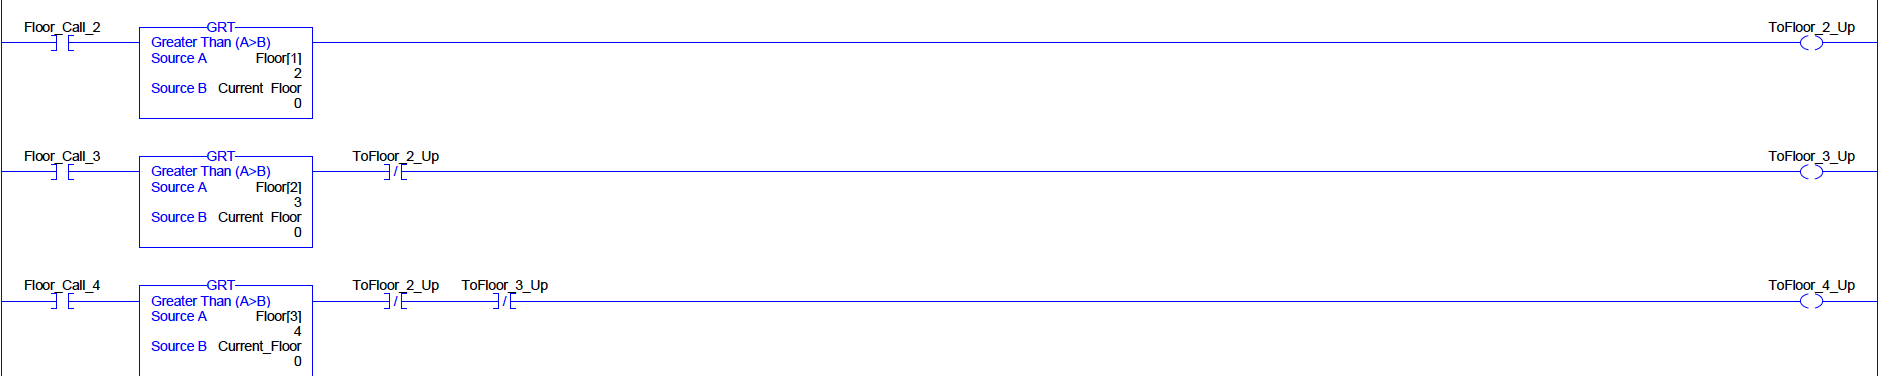 Floor_Call_2
GRT
ToFloor_2_Up
Greater Than (A>B)
Source A Floor[1]
2
Source B Current_Floor
0
Floor_Call_3
GRT
ToFloor_2_Up
ToFloor_3_Up
Greater Than (A>B)
/
Source A Floor[2]
3
Source B Current_Floor
0
Floor_Call_4
GRT
ToFloor_2_Up
ToFloor_3_Up
ToFloor_4_Up
Greater Than (A>B)
/
/
Source A Floor[3]
4
Source B Current_Floor
0